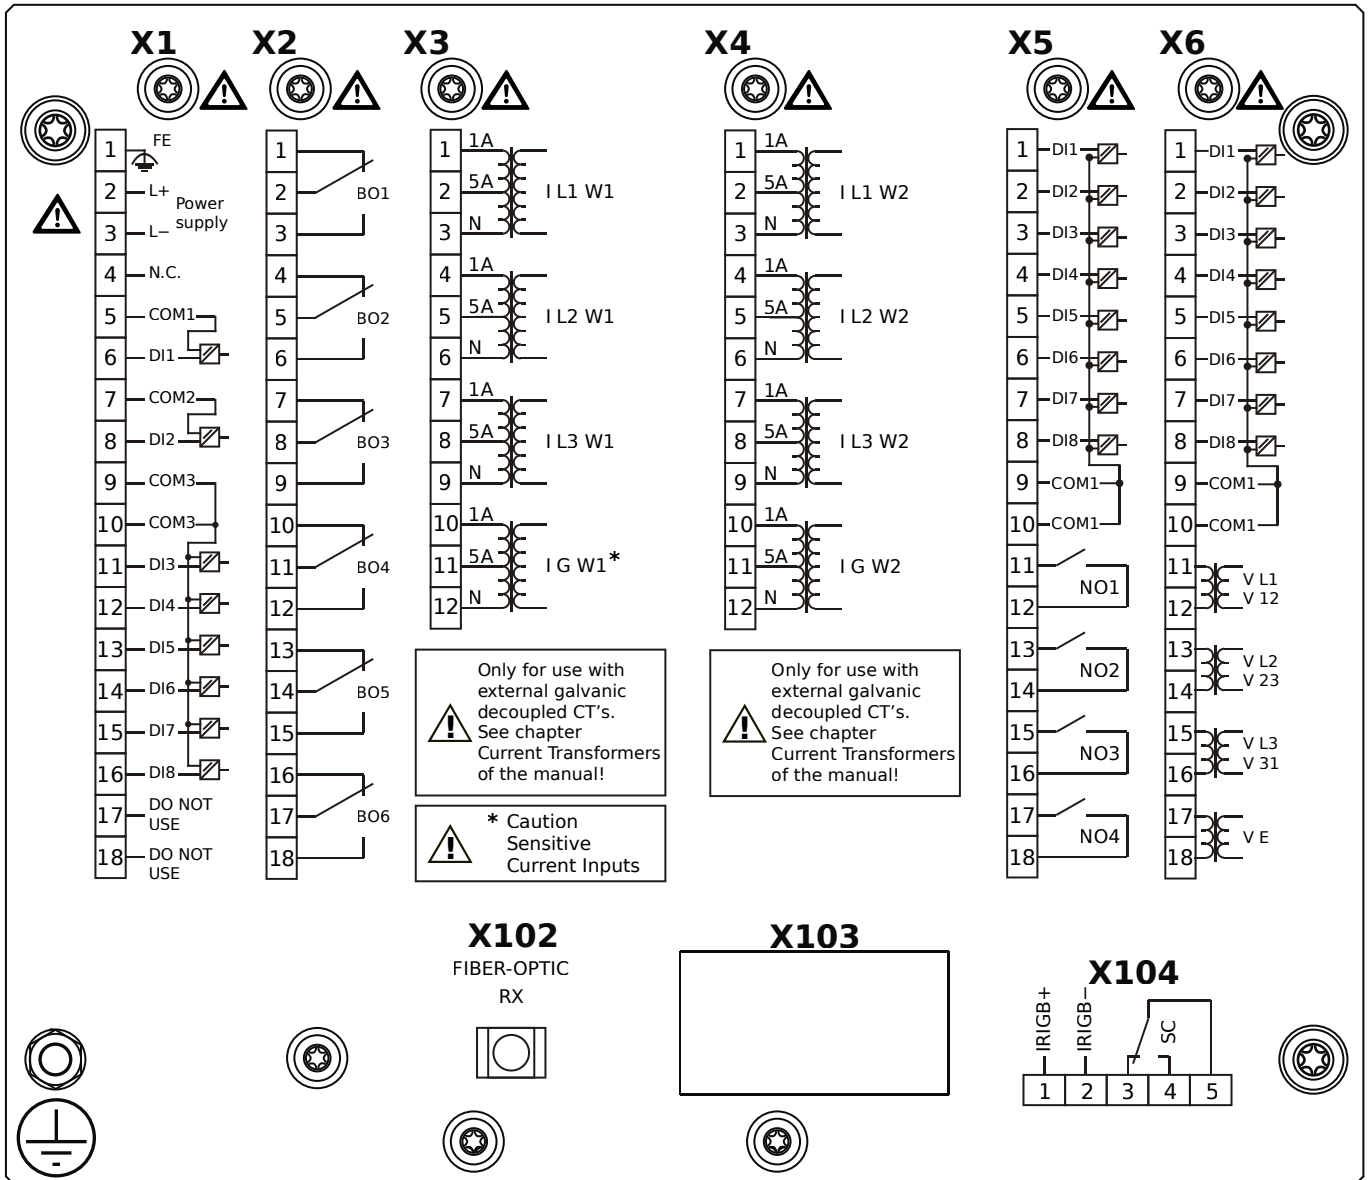 X1
1
FE
2
L+
Power
supply
3
L−
4
N.C.
5
COM1
6
DI1
7
COM2
8
DI2
9
COM3
10
COM3
11
DI3
12
DI4
13
DI5
14
DI6
15
DI7
16
DI8
17
DO NOT
USE
18
DO NOT
USE
X2
1
2
BO1
3
4
5
BO2
6
7
8
BO3
9
10
11
BO4
12
13
14
BO5
15
16
17
BO6
18
X3
1
1A
2
5A
I L1 W1
3
N
4
1A
5
5A
I L2 W1
6
N
7
1A
8
5A
I L3 W1
9
N
10
1A
11
5A
I G W1*
12
N
Only for use with
external galvanic
decoupled CT's.
See chapter
Current Transformers
of the manual!
* Caution
Sensitive
Current Inputs
X4
1
1A
2
5A
I L1 W2
3
N
4
1A
5
5A
I L2 W2
6
N
7
1A
8
5A
I L3 W2
9
N
10
1A
11
5A
I G W2
12
N
Only for use with
external galvanic
decoupled CT's.
See chapter
Current Transformers
of the manual!
X5
1
DI1
2
DI2
3
DI3
4
DI4
5
DI5
6
DI6
7
DI7
8
DI8
9
COM1
10
COM1
11
NO1
12
13
NO2
14
15
NO3
16
17
NO4
18
X6
1
DI1
2
DI2
3
DI3
4
DI4
5
DI5
6
DI6
7
DI7
8
DI8
9
COM1
10
COM1
11
V L1
V 12
12
13
V L2
V 23
14
15
V L3
V 31
16
17
V E
18
X102
FIBER-OPTIC
RX
X103
X104
IRIGB+
IRIGB−
SC
1
2
3
4
5